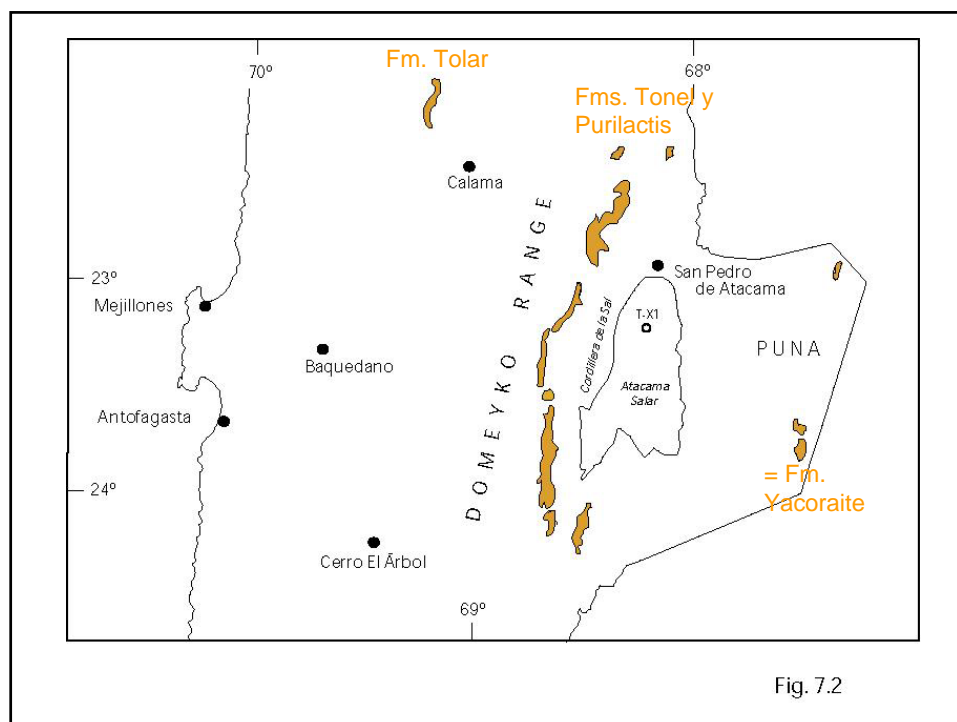 70º
Fm. Tolar
68º
Fms. Tonel y
Purilactis
Calama
DOMEYKO RANGE
23º
San Pedro
de Atacama
Mejillones
T-X1
Cordillera de la Sal
PUNA
Baquedano
Atacama
Salar
Antofagasta
24º
= Fm.
Yacoraite
Cerro El Árbol
69º
Fig. 7.2